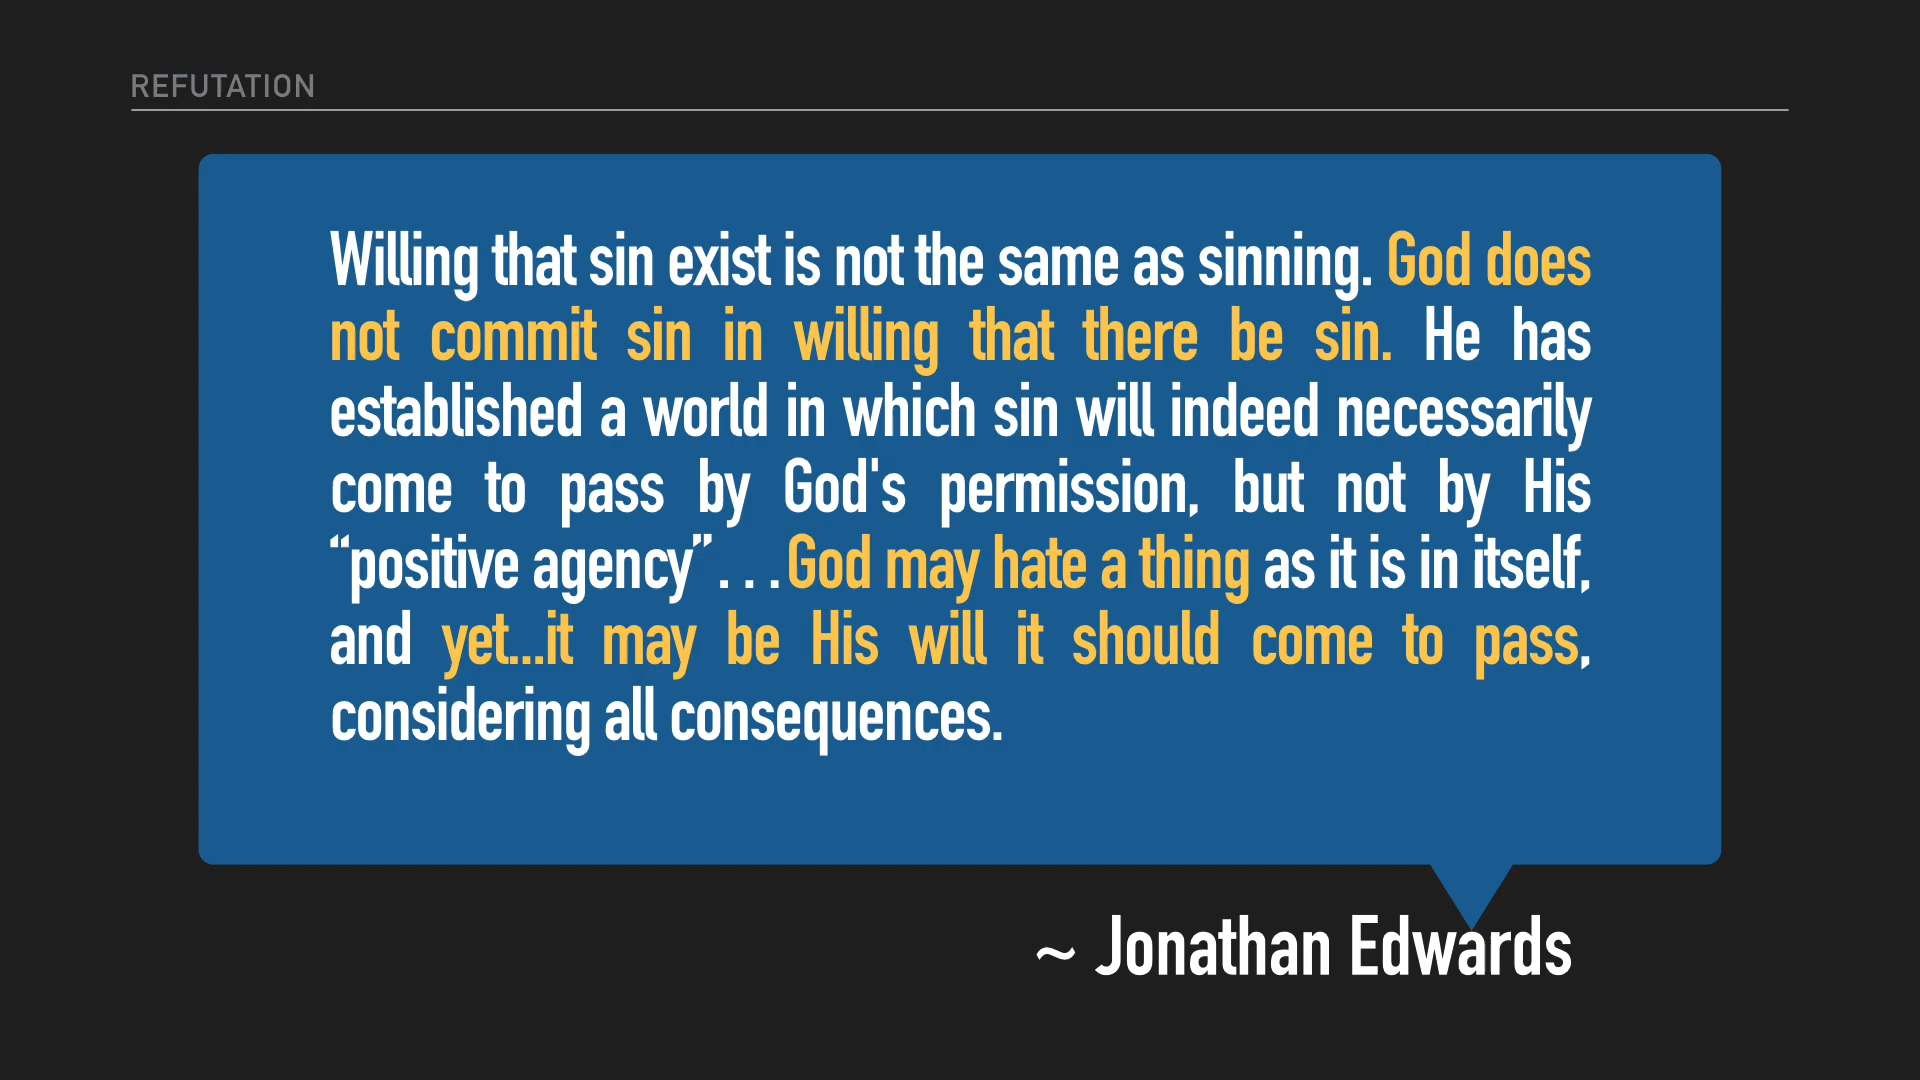 REFUTATION
Willing that sin exist is not the same as sinning. God does
not commit sin in willing that there be sin. He has
established a world in which sin will indeed necessarily
come to pass by God's permission, but not by His
“positive agency”. . .God may hate a thing as it is in itself,
and yet...it may be His will it should come to pass,
considering all consequences.
~ Jonathan Edwards